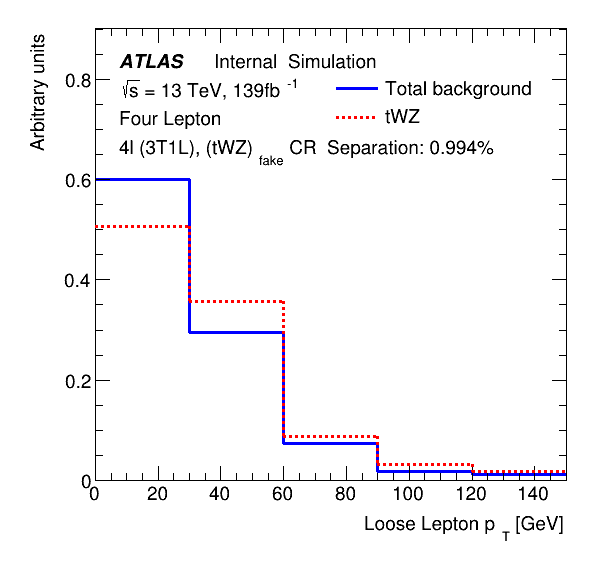 ATLAS Internal Simulation
√s = 13 TeV, 139fb -1
Total background
Four Lepton
tWZ
4l (3T1L), (tWZ) fake CR Separation: 0.994%
Arbitrary units
0.8
0.6
0.4
0.2
0
0 20 40 60 80 100 120 140
Loose Lepton p T [GeV]